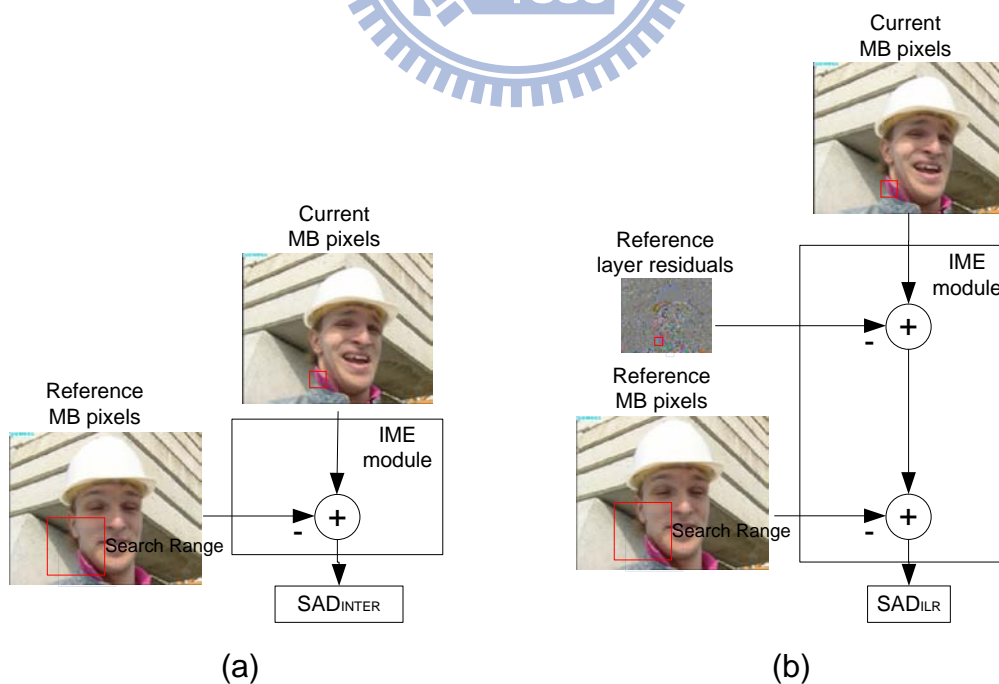 Current
MB pixels
Reference
MB pixels
IME
module
Search Range
SADINTER
(a)
Current
MB pixels
Reference
layer residuals
IME
module
+
-
Reference
MB pixels
Search Range
+
-
SADILR
(b)
+
-